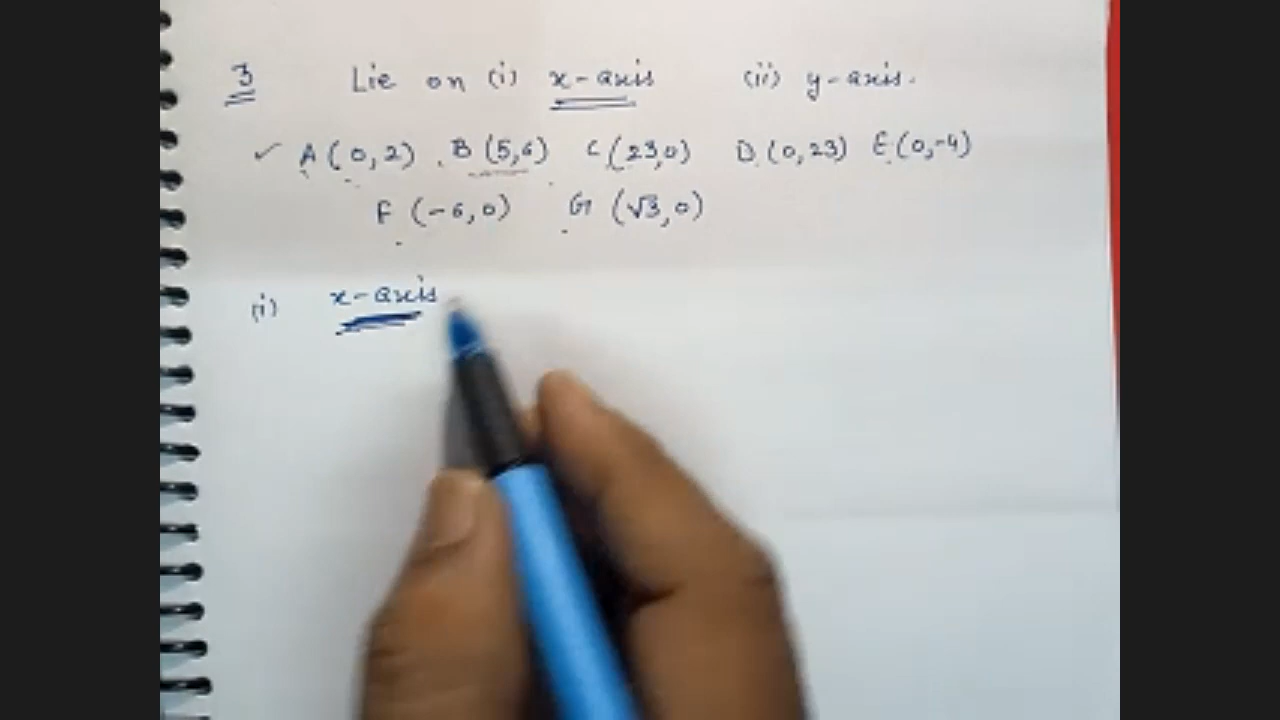 3 Lie on (i) x-axis (ii) y-axis.
✓ A (0,2) B (5,6) C (23,0) D (0,23) E (0,-4)
F (-6,0) G (√3,0)
(i) x-axis